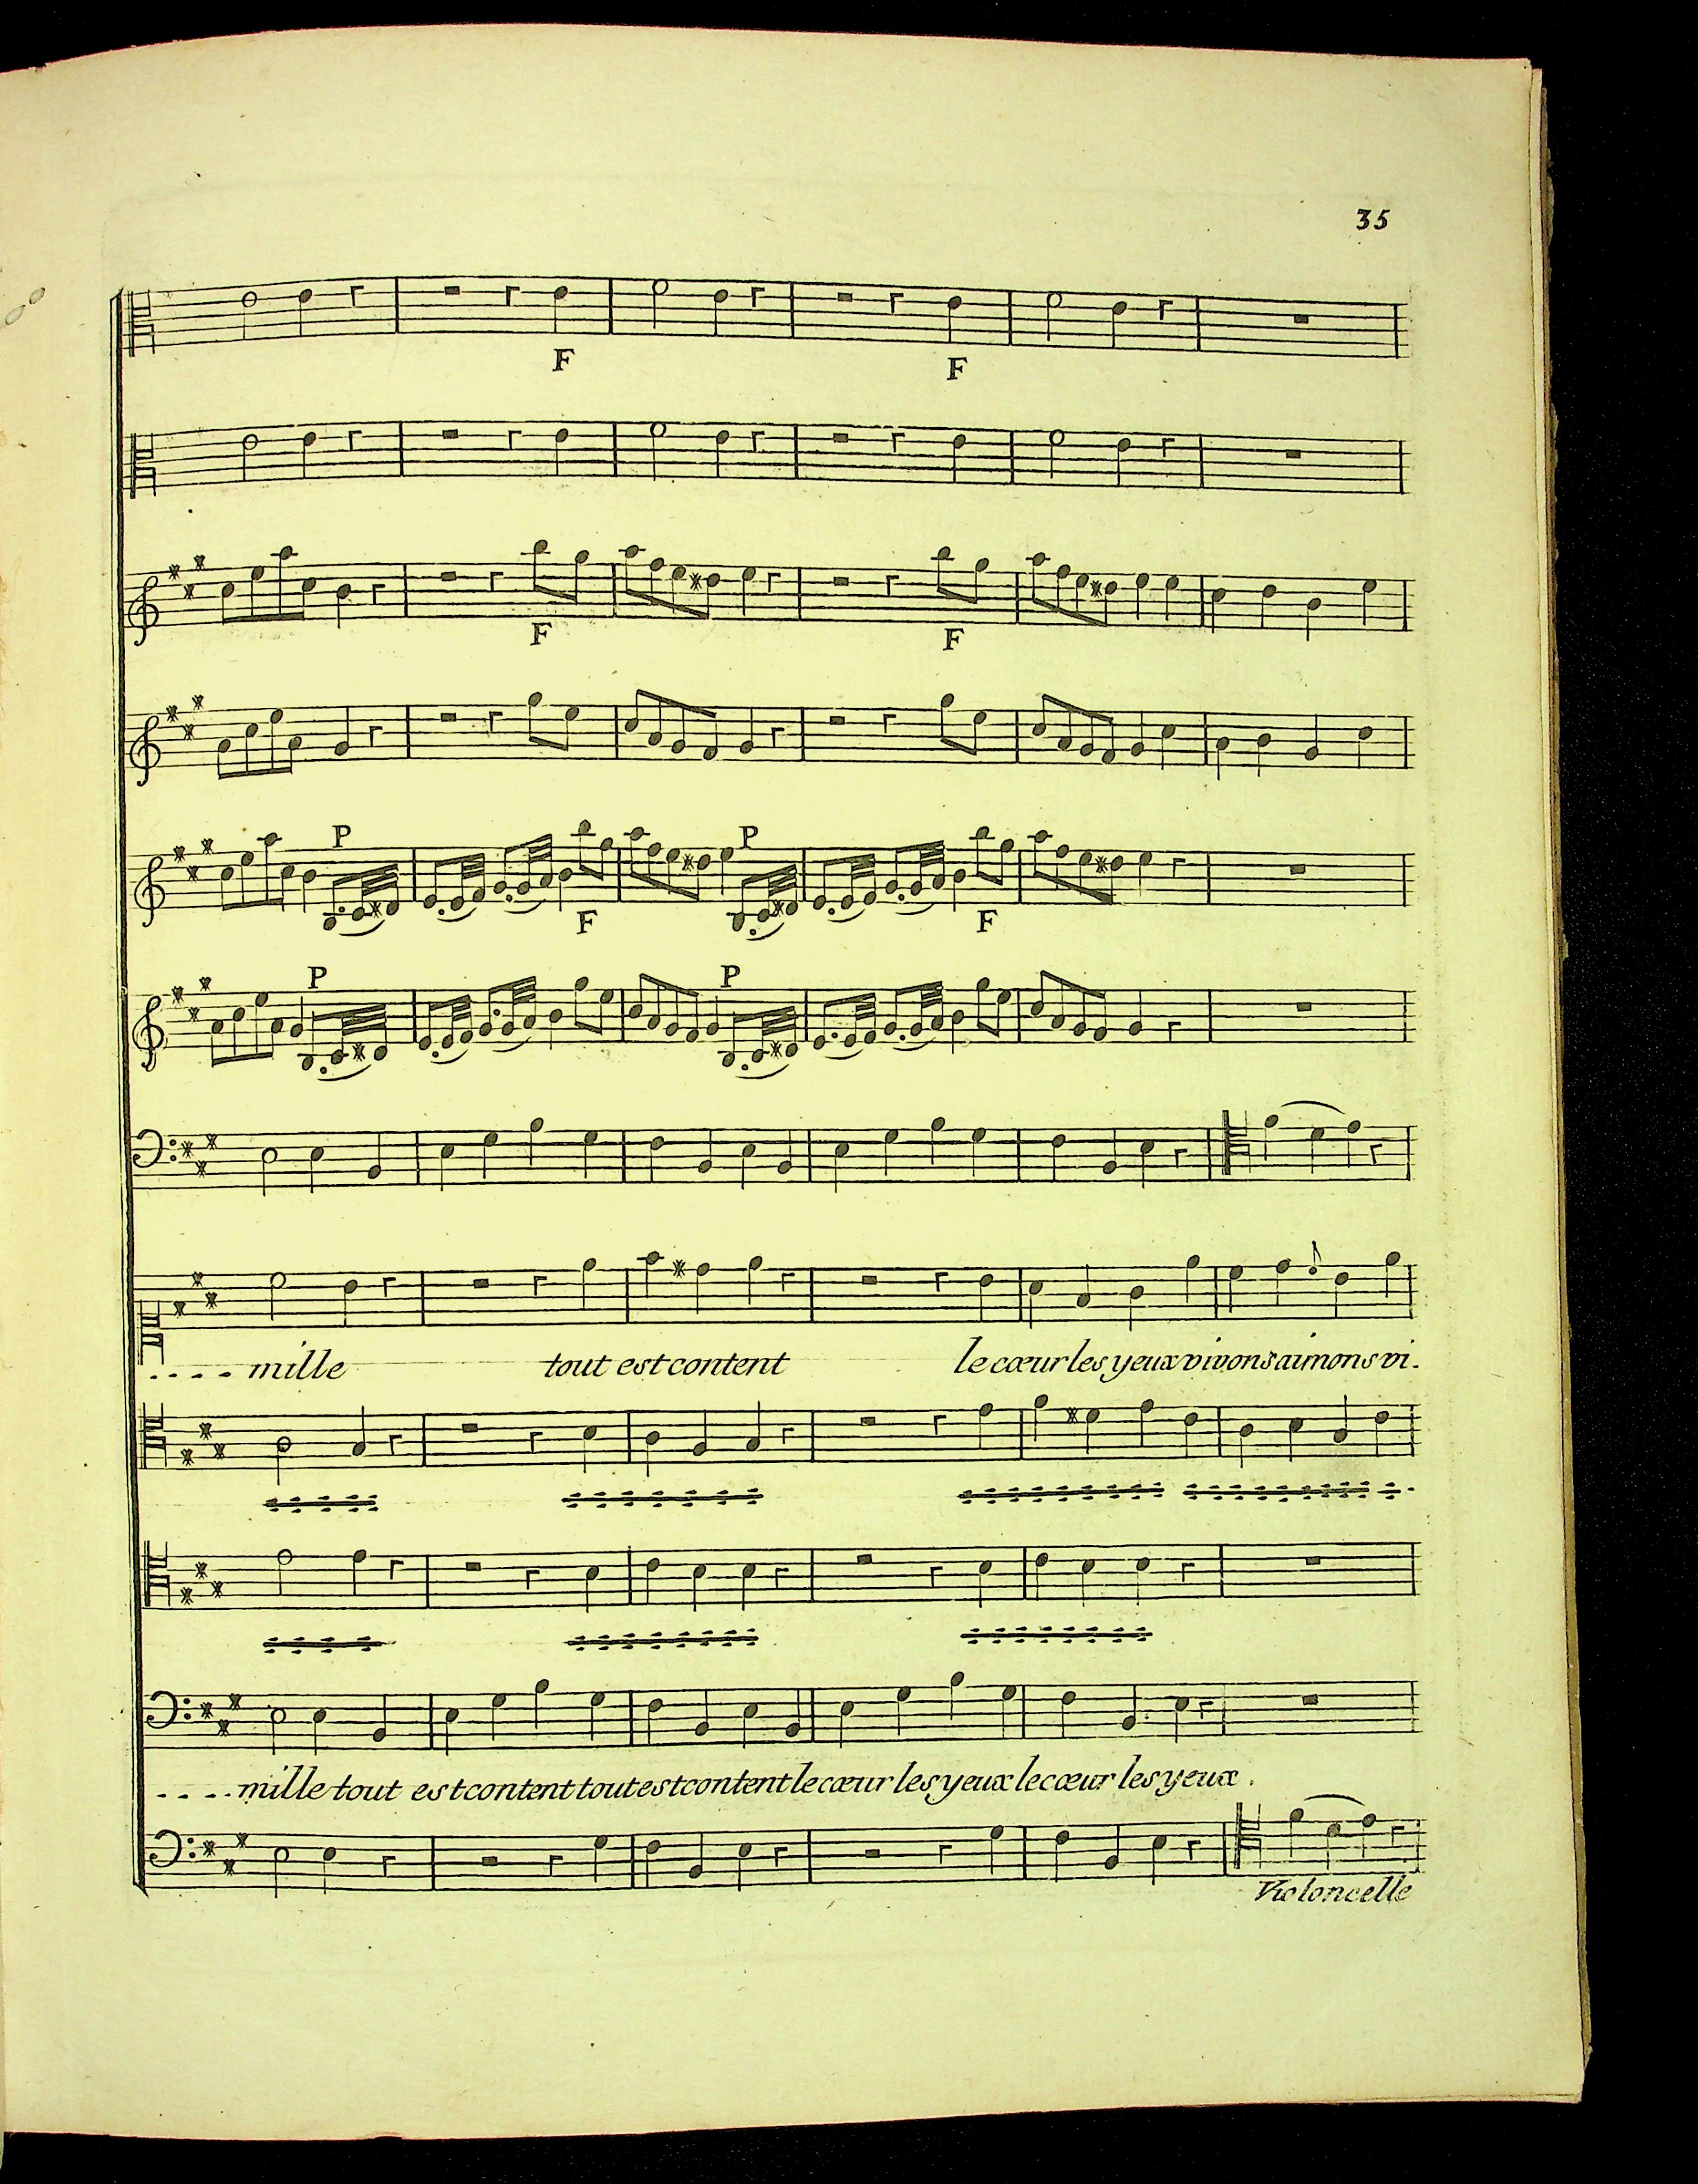 35
F F
F F
P P
F F
P P
.... mille tout est content le cœur les yeux vivons aimons vi.
.... mille tout est content tout est content le cœur les yeux le cœur les yeux.
Violoncelle